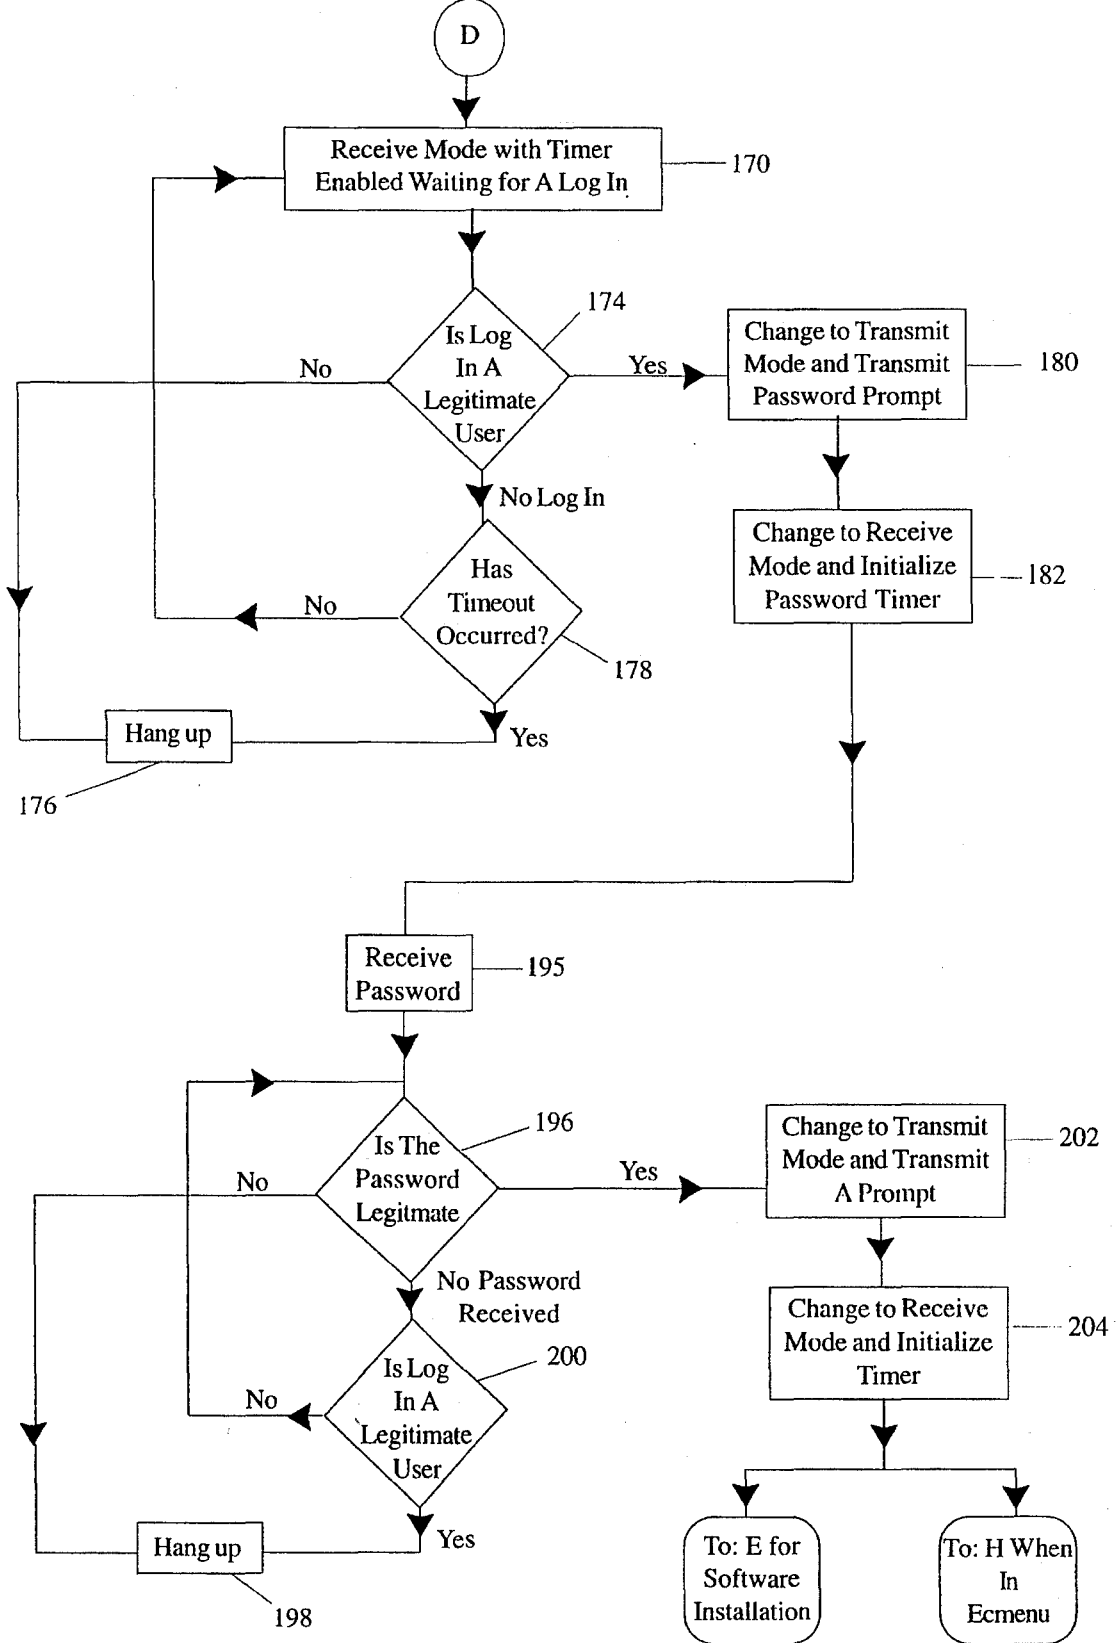 D
Receive Mode with Timer
Enabled Waiting for A Log In
170
174
Is Log
In A
Legitimate
User
No
Yes
Change to Transmit
Mode and Transmit
Password Prompt
180
No Log In
Has
Timeout
Occurred?
No
178
Change to Receive
Mode and Initialize
Password Timer
182
Hang up
Yes
176
Receive
Password
195
196
Is The
Password
Legitmate
No
Yes
Change to Transmit
Mode and Transmit
A Prompt
202
No Password
Received
200
Is Log
In A
Legitimate
User
No
Change to Receive
Mode and Initialize
Timer
204
Hang up
Yes
198
To: E for
Software
Installation
To: H When
In
Ecmenu